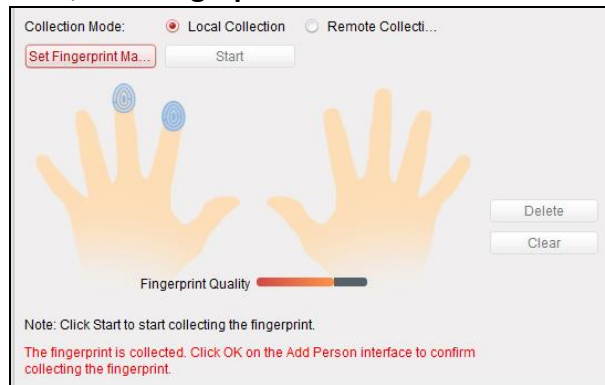 Collection Mode: Local Collection Remote Collecti...
Set Fingerprint Ma... Start
Delete
Clear
Fingerprint Quality
Note: Click Start to start collecting the fingerprint.
The fingerprint is collected. Click OK on the Add Person interface to confirm
collecting the fingerprint.